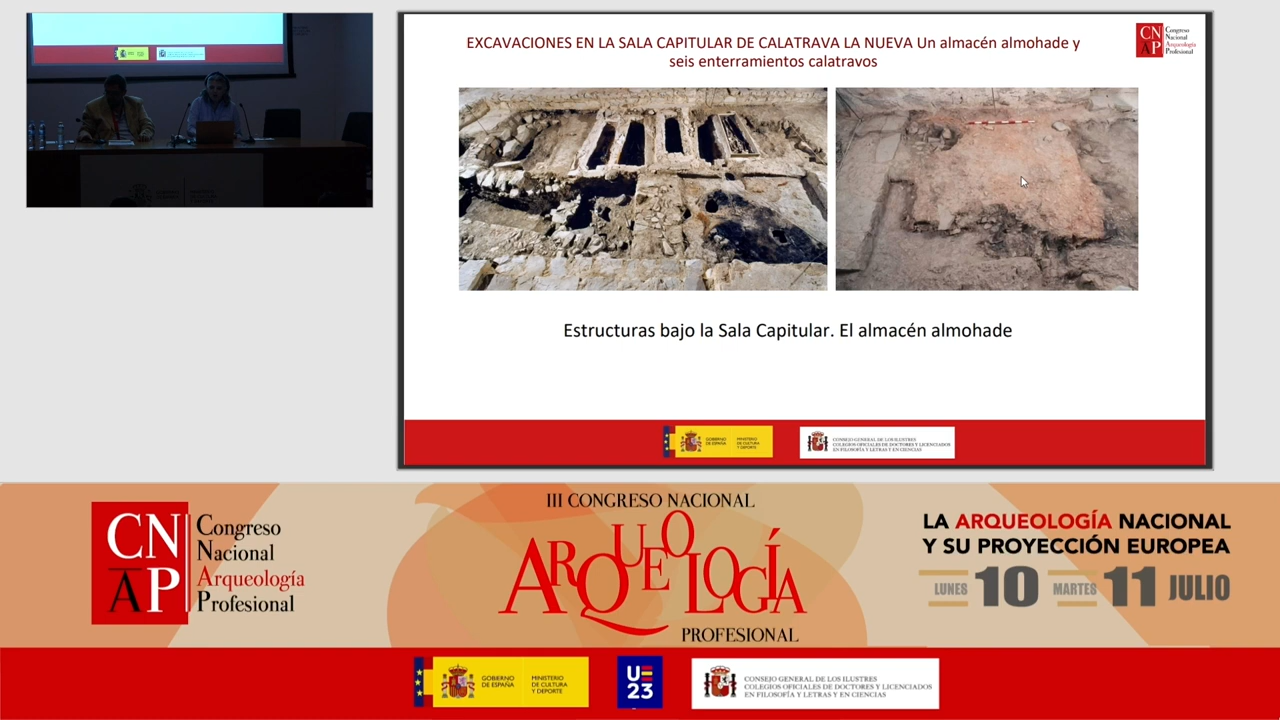 EXCAVACIONES EN LA SALA CAPITULAR DE CALATRAVA LA NUEVA Un almacén almohade y
seis enterramientos calatravos
CN
AP
Congreso
Nacional
Arqueología
Profesional
Estructuras bajo la Sala Capitular. El almacén almohade
GOBIERNO
DE ESPAÑA
MINISTERIO
DE CULTURA
Y DEPORTE
CONSEJO GENERAL DE LOS ILUSTRES
COLEGIOS OFICIALES DE DOCTORES Y LICENCIADOS
EN FILOSOFÍA Y LETRAS Y EN CIENCIAS
CN
AP
Congreso
Nacional
Arqueología
Profesional
III CONGRESO NACIONAL
ARQUEOLOGÍA
PROFESIONAL
LA ARQUEOLOGÍA NACIONAL
Y SU PROYECCIÓN EUROPEA
LUNES 10 MARTES 11 JULIO
GOBIERNO
DE ESPAÑA
MINISTERIO
DE CULTURA
Y DEPORTE
UE
23
CONSEJO GENERAL DE LOS ILUSTRES
COLEGIOS OFICIALES DE DOCTORES Y LICENCIADOS
EN FILOSOFÍA Y LETRAS Y EN CIENCIAS